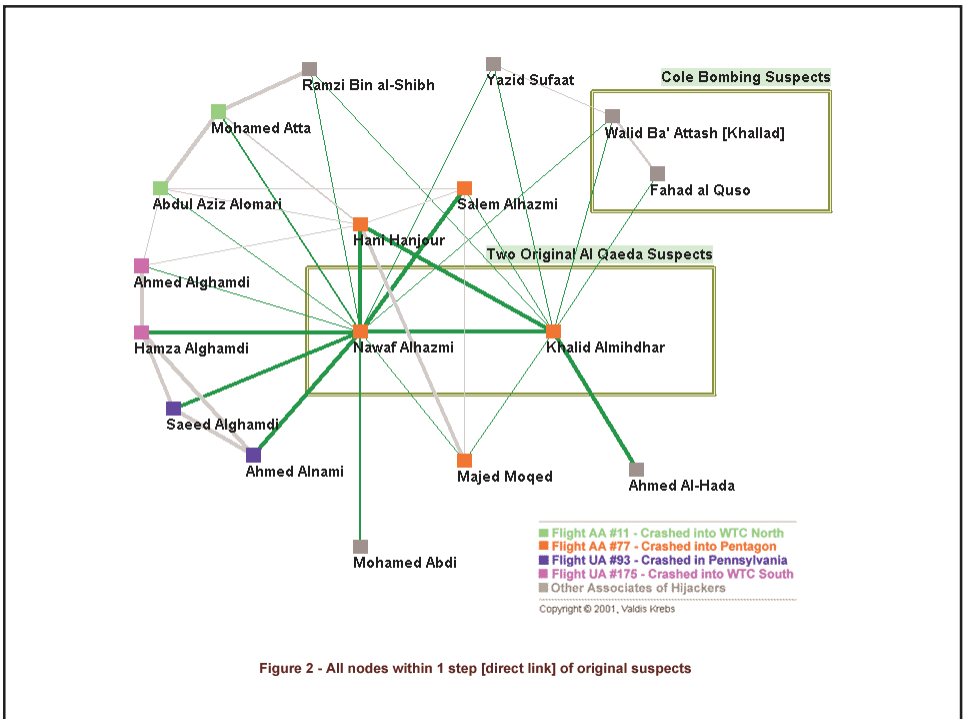 Ramzi Bin al-Shibh
Yazid Sufaat
Cole Bombing Suspects
Mohamed Atta
Walid Ba' Attash [Khallad]
Fahad al Quso
Abdul Aziz Alomari
Salem Alhazmi
Hani Hanjour
Two Original Al Qaeda Suspects
Ahmed Alghamdi
Hamza Alghamdi
Nawaf Alhazmi
Khalid Almihdhar
Saeed Alghamdi
Ahmed Alnami
Majed Moqed
Ahmed Al-Hada
Mohamed Abdi
Flight AA #11 - Crashed into WTC North
Flight AA #77 - Crashed into Pentagon
Flight UA #93 - Crashed in Pennsylvania
Flight UA #175 - Crashed into WTC South
Other Associates of Hijackers
Copyright © 2001, Valdis Krebs
Figure 2 - All nodes within 1 step [direct link] of original suspects